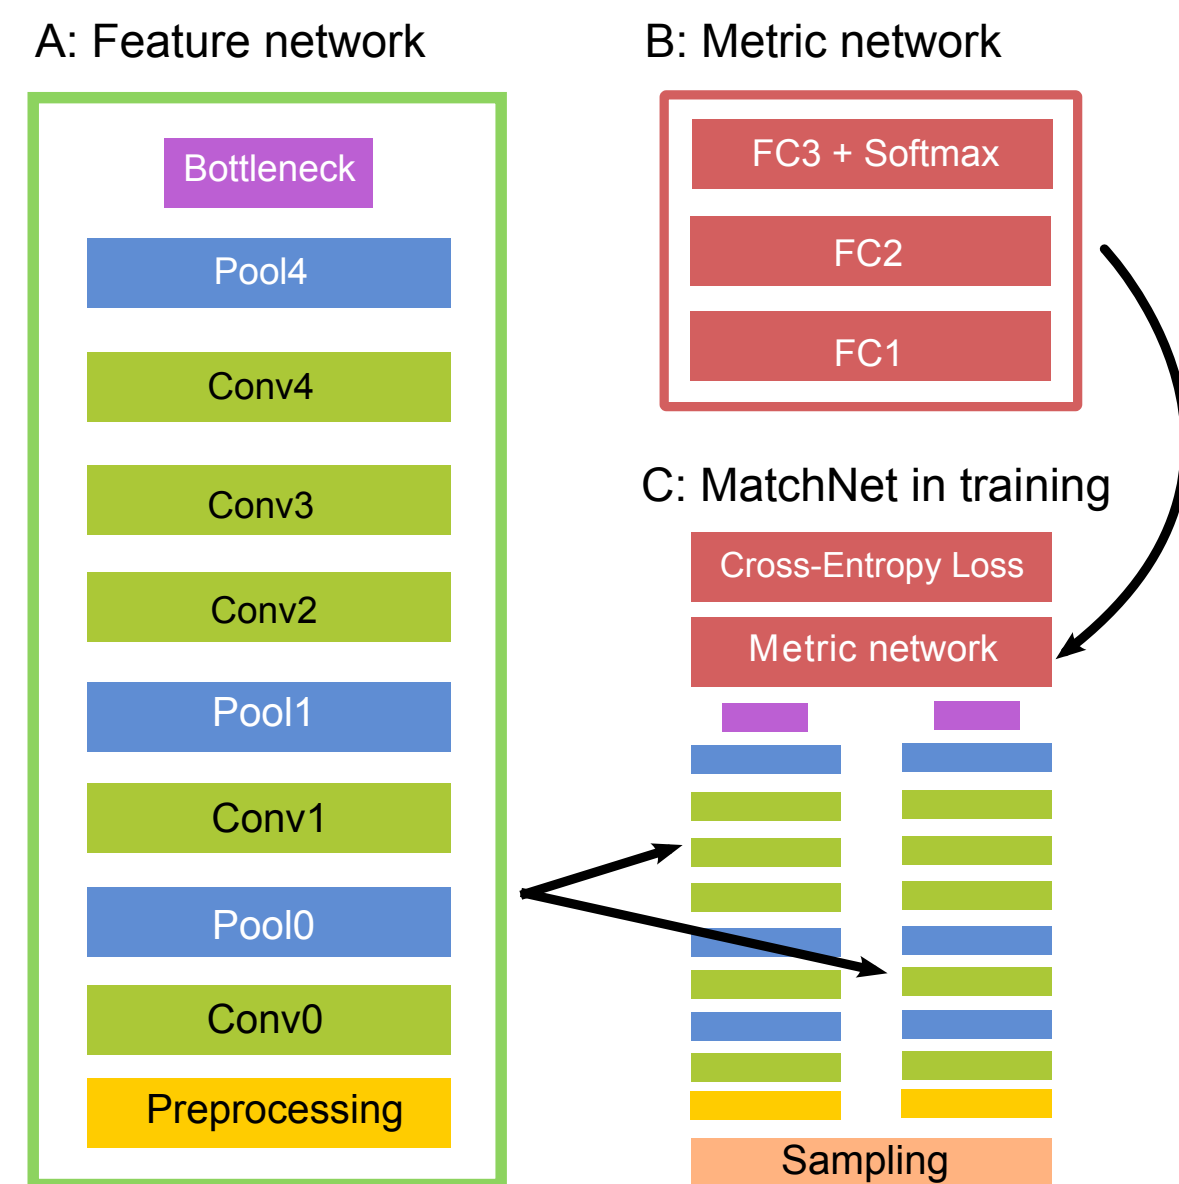 A: Feature network
Bottleneck
Pool4
Conv4
Conv3
Conv2
Pool1
Conv1
Pool0
Conv0
Preprocessing
B: Metric network
FC3 + Softmax
FC2
FC1
C: MatchNet in training
Cross-Entropy Loss
Metric network
Sampling